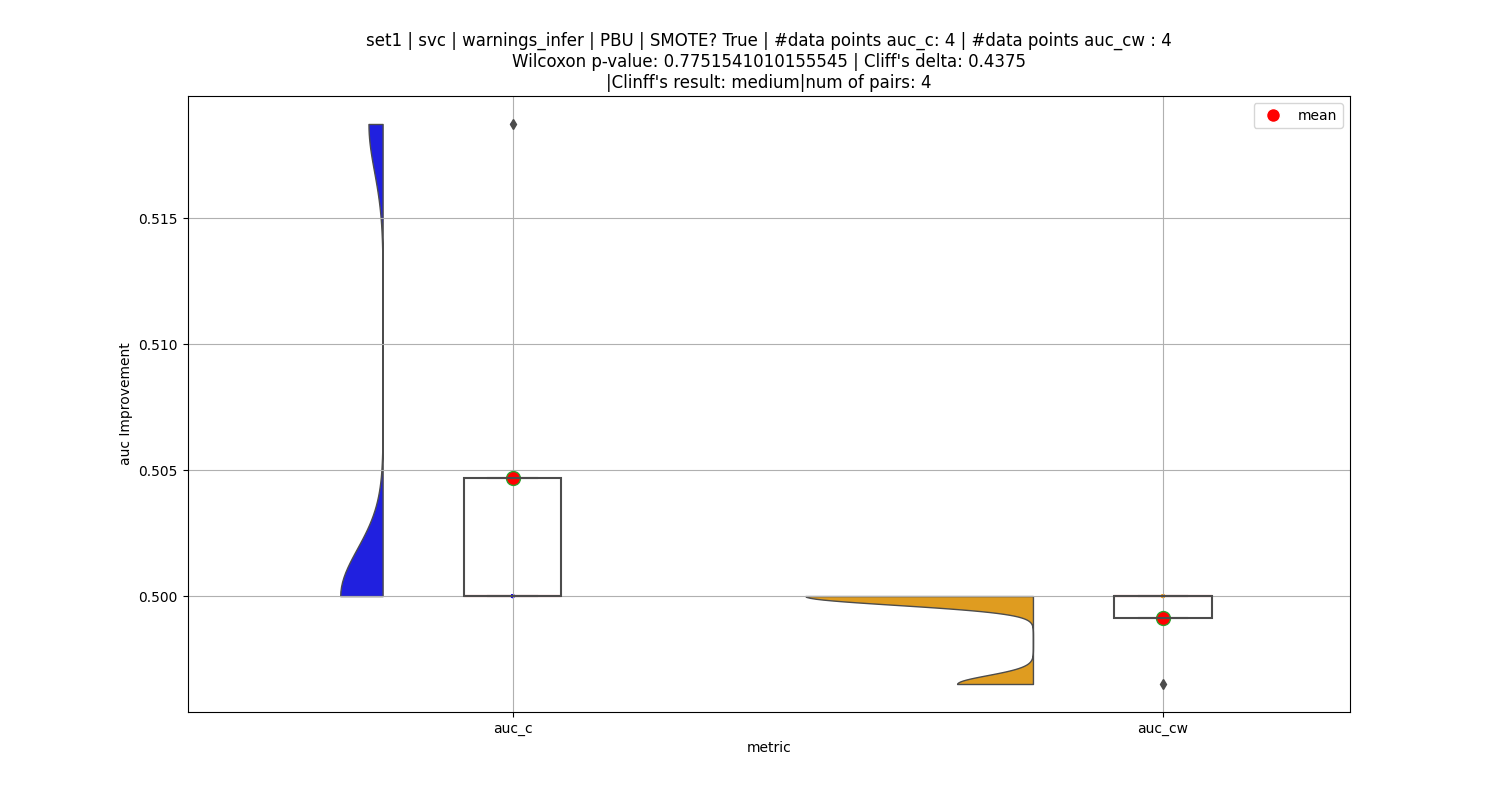 set1 | svc | warnings_infer | PBU | SMOTE? True | #data points auc_c: 4 | #data points auc_cw : 4
Wilcoxon p-value: 0.7751541010155545 | Cliff's delta: 0.4375
|Clinff's result: medium|num of pairs: 4
mean
0.515
0.510
0.505
0.500
auc Improvement
auc_c
auc_cw
metric